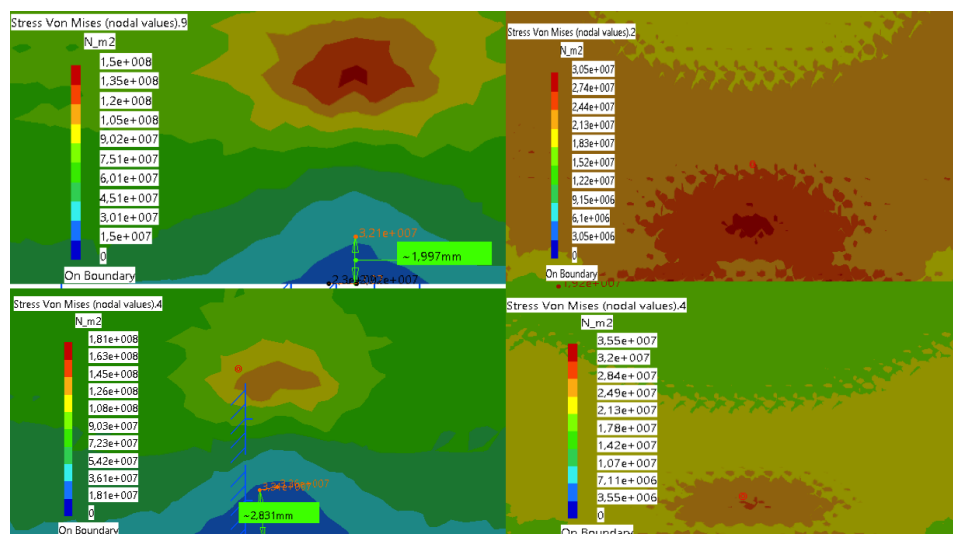 Stress Von Mises (nodal values).9
N_m2
1,5e+008
1,35e+008
1,2e+008
1,05e+008
9,02e+007
7,51e+007
6,01e+007
4,51e+007
3,01e+007
1,5e+007
0
On Boundary
3,21e+007
~1,997mm
Stress Von Mises (nodal values).2
N_m2
3,05e+007
2,74e+007
2,44e+007
2,13e+007
1,83e+007
1,52e+007
1,22e+007
9,15e+006
6,1e+006
3,05e+006
0
On Boundary
1,92e+007
Stress Von Mises (nodal values).4
N_m2
1,81e+008
1,63e+008
1,45e+008
1,26e+008
1,08e+008
9,03e+007
7,23e+007
5,42e+007
3,61e+007
1,81e+007
0
On Boundary
~2,831mm
Stress Von Mises (nodal values).4
N_m2
3,55e+007
3,2e+007
2,84e+007
2,49e+007
2,13e+007
1,78e+007
1,42e+007
1,07e+007
7,11e+006
3,55e+006
0
On Boundary